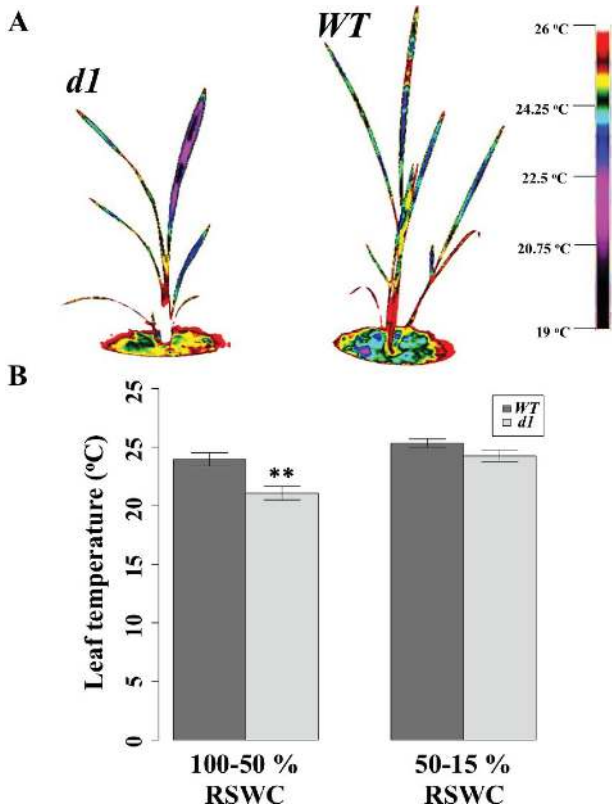 A
d1
WT
26 ºC
24.25 ºC
22.5 ºC
20.75 ºC
19 ºC
B
Leaf temperature (ºC)
25
25
20
15
10
5
0
WT
d1
**
100-50 %
RSWC
50-15 %
RSWC